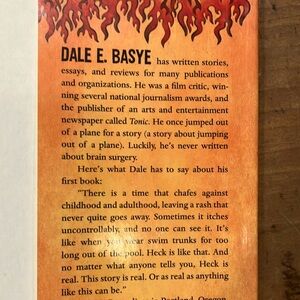 DALE E. BASYE has written stories,
essays, and reviews for many publications
and organizations. He was a film critic, win-
ning several national journalism awards, and
the publisher of an arts and entertainment
newspaper called Tonic. He once jumped out
of a plane for a story (a story about jumping
out of a plane). Luckily, he's never written
about brain surgery.
Here's what Dale has to say about his
first book:
"There is a time that chafes against
childhood and adulthood, leaving a rash that
never quite goes away. Sometimes it itches
uncontrollably, and no one can see it. It's
like when you wear swim trunks for too
long out of the pool. Heck is like that. And
no matter what anyone tells you, Heck is
real. This story is real. Or as real as anything
like this can be."
in Portland, Oregon